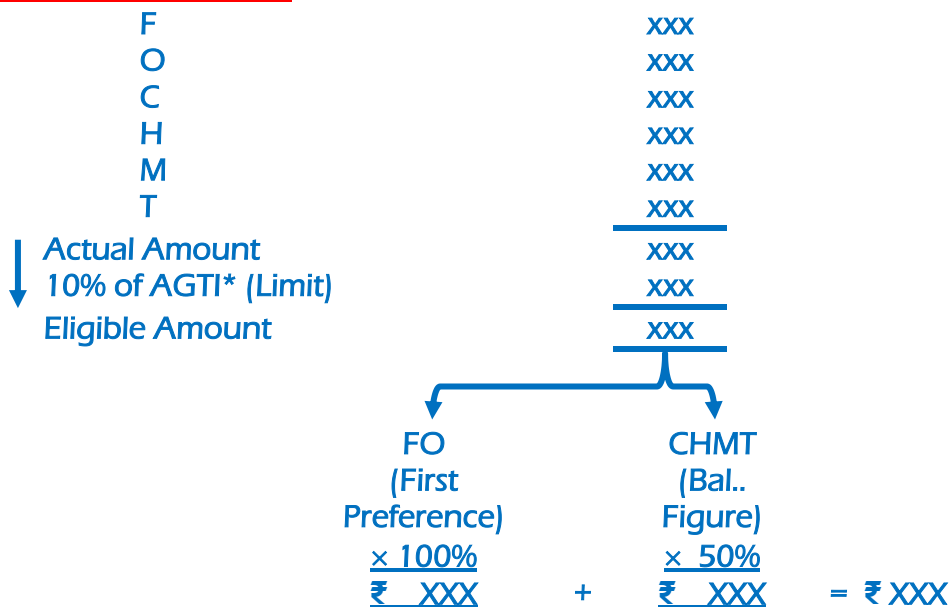 F xxx
O xxx
C xxx
H xxx
M xxx
T xxx
Actual Amount xxx
10% of AGTI* (Limit) xxx
Eligible Amount xxx
FO CHMT
(First (Bal..
Preference) Figure)
× 100% × 50%
₹ XXX + ₹ XXX = ₹ XXX